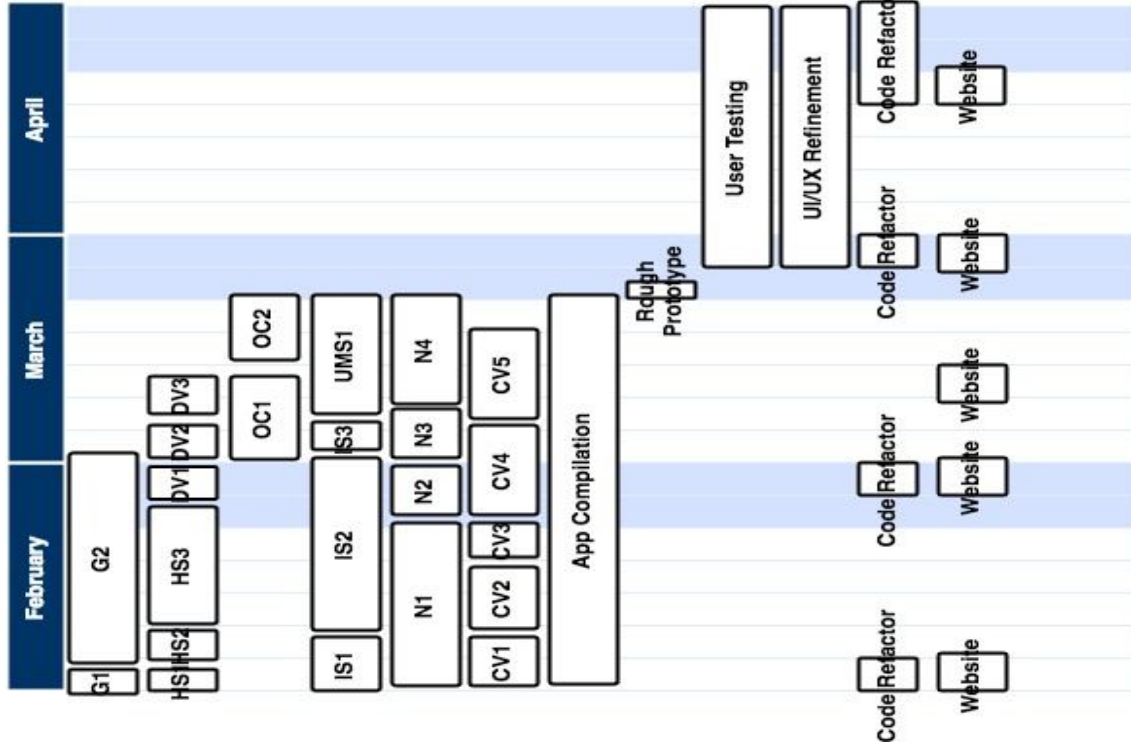 February
March
April
G1
G2
HS1
HS2
HS3
DV1
DV2
DV3
OC1
OC2
IS1
IS2
IS3
UMS1
N1
N2
N3
N4
CV1
CV2
CV3
CV4
CV5
App Compilation
Rough
Prototype
User Testing
UI/UX Refinement
Code Refactor
Code Refactor
Code Refactor
Code Refacto
Website
Website
Website
Website
Website